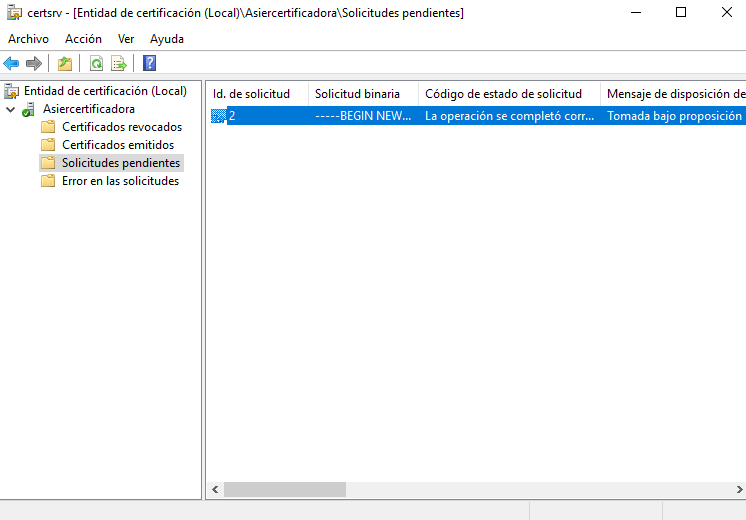 certsrv - [Entidad de certificación (Local)\Asiercertificadora\Solicitudes pendientes]
Archivo Acción Ver Ayuda
Entidad de certificación (Local)
Asiercertificadora
Certificados revocados
Certificados emitidos
Solicitudes pendientes
Error en las solicitudes
Id. de solicitud Solicitud binaria Código de estado de solicitud Mensaje de disposición de
2 -----BEGIN NEW... La operación se completó corr... Tomada bajo proposición